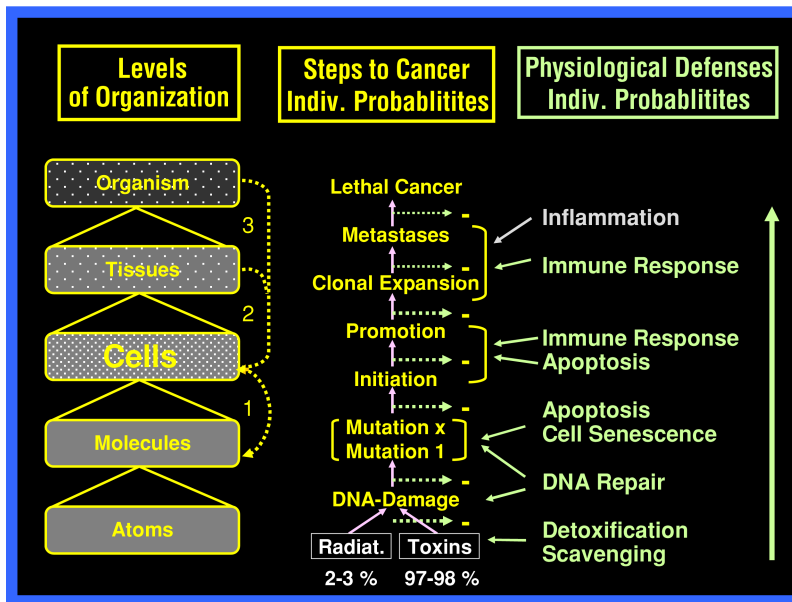 Levels
of Organization
Steps to Cancer
Indiv. Probablitites
Physiological Defenses
Indiv. Probablitites
Organism
3
Tissues
2
Cells
1
Molecules
Atoms
Lethal Cancer
-
Metastases
-
Clonal Expansion
-
Promotion
-
Initiation
-
Mutation x
Mutation 1
-
DNA-Damage
-
Radiat.
Toxins
2-3 %
97-98 %
Inflammation
Immune Response
Immune Response
Apoptosis
Apoptosis
Cell Senescence
DNA Repair
Detoxification
Scavenging